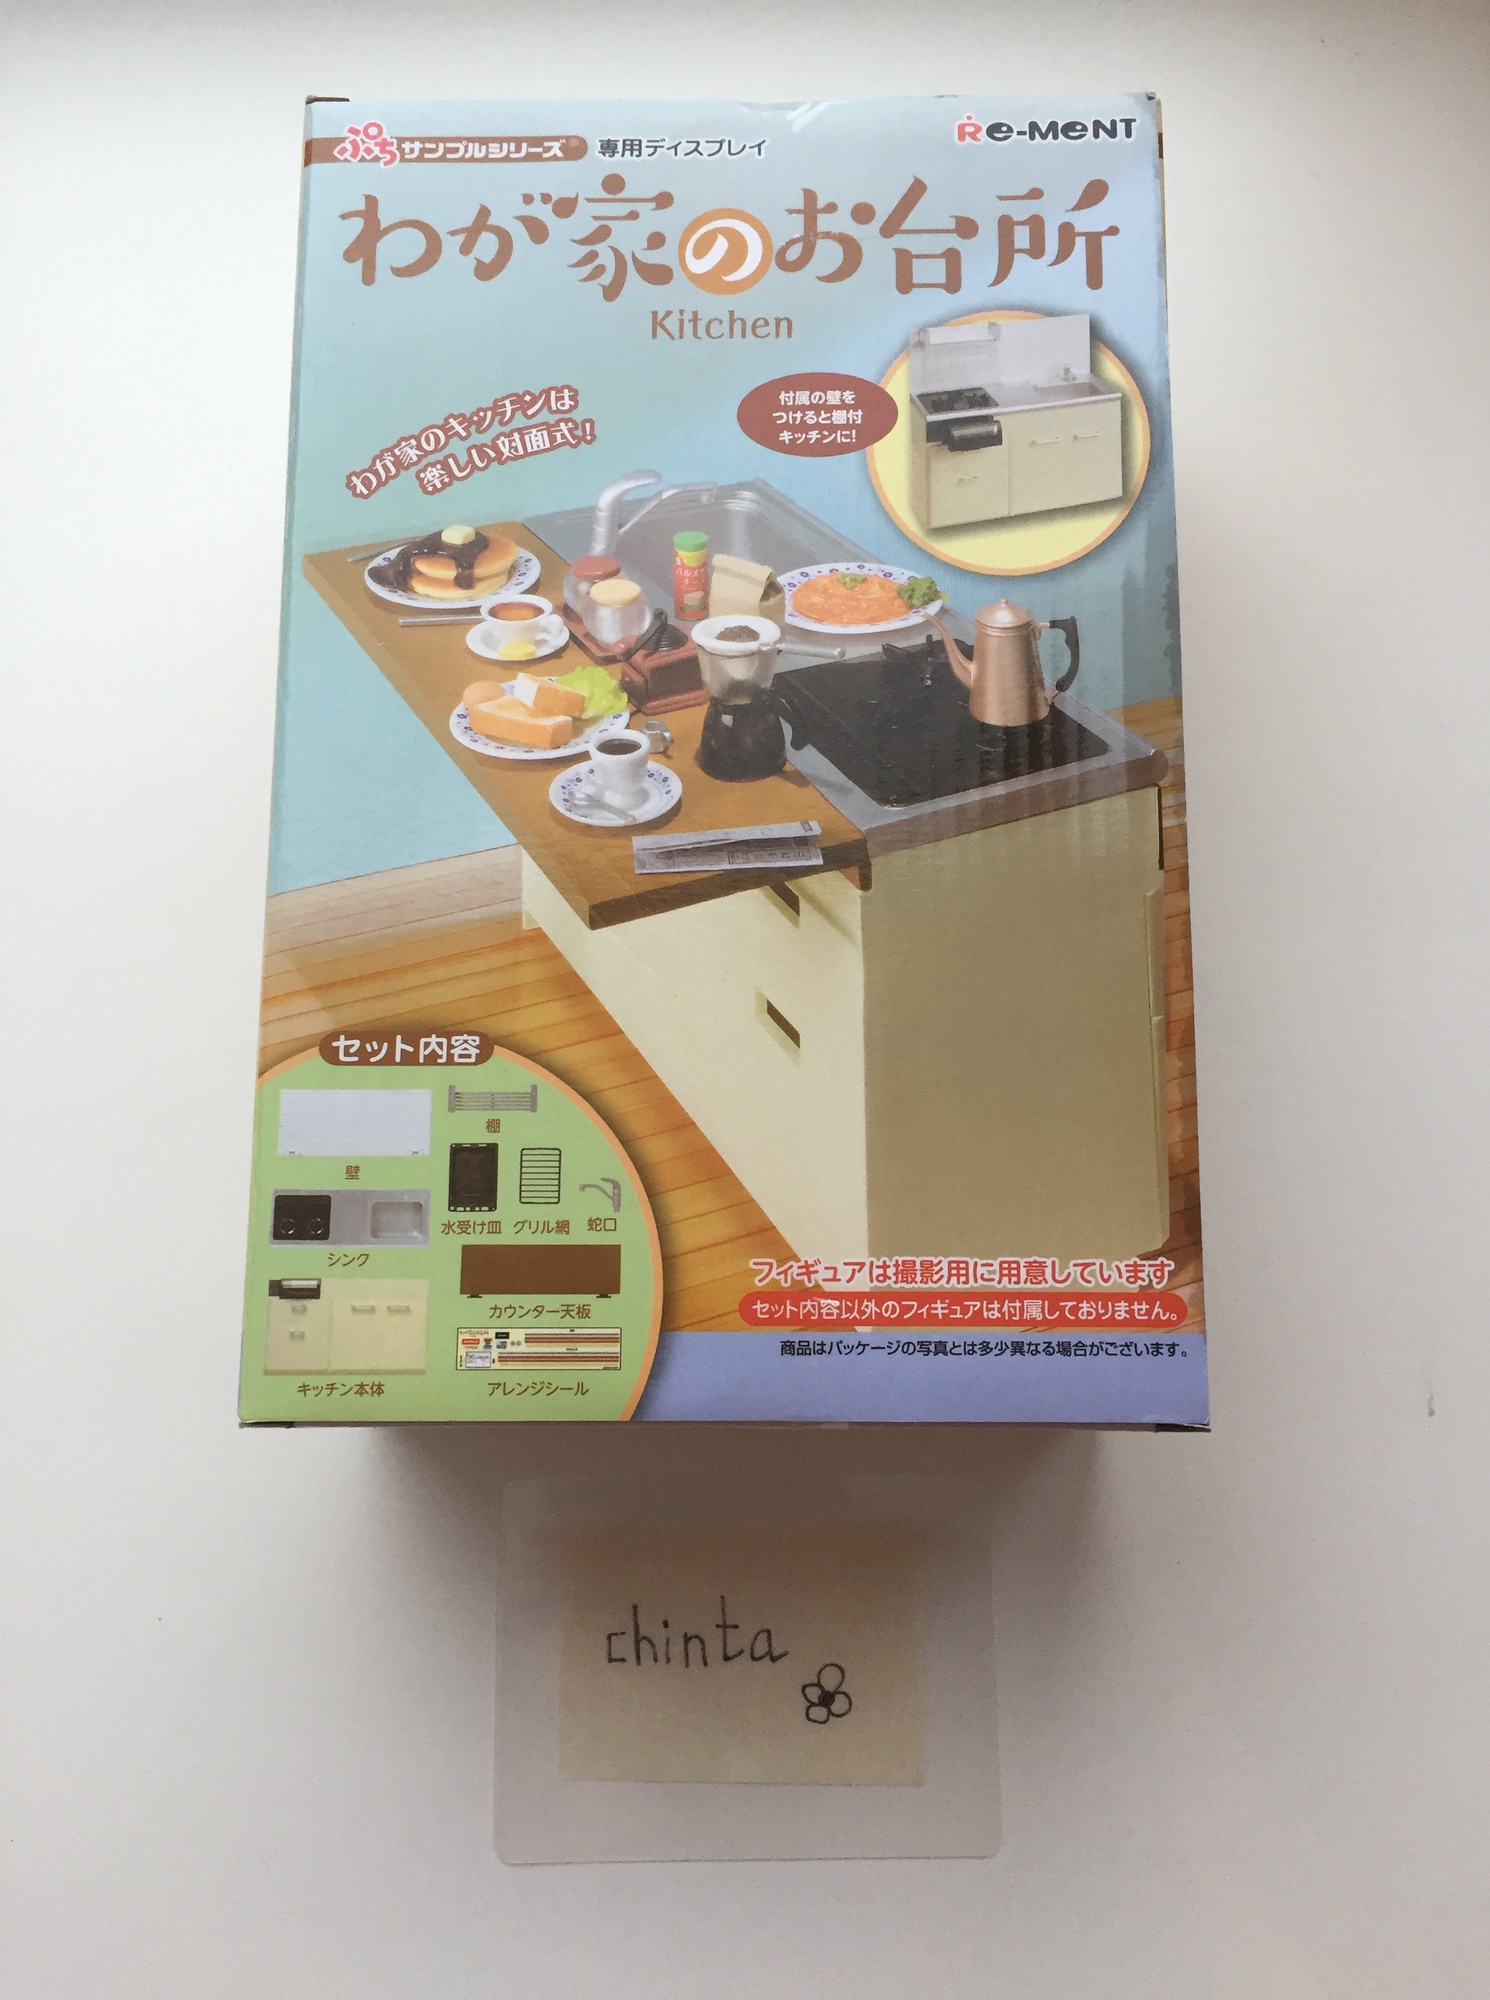 ぷちサンプルシリーズ® 専用ディスプレイ
Re-MeNT
わが家のお台所
Kitchen
わが家のキッチンは
楽しい対面式!
付属の壁を
つけると棚付
キッチンに!
セット内容
棚
壁
水受け皿 グリル網 蛇口
シンク
カウンター天板
キッチン本体
アレンジシール
フィギュアは撮影用に用意しています
セット内容以外のフィギュアは付属しておりません。
商品はパッケージの写真とは多少異なる場合がございます。
chinta